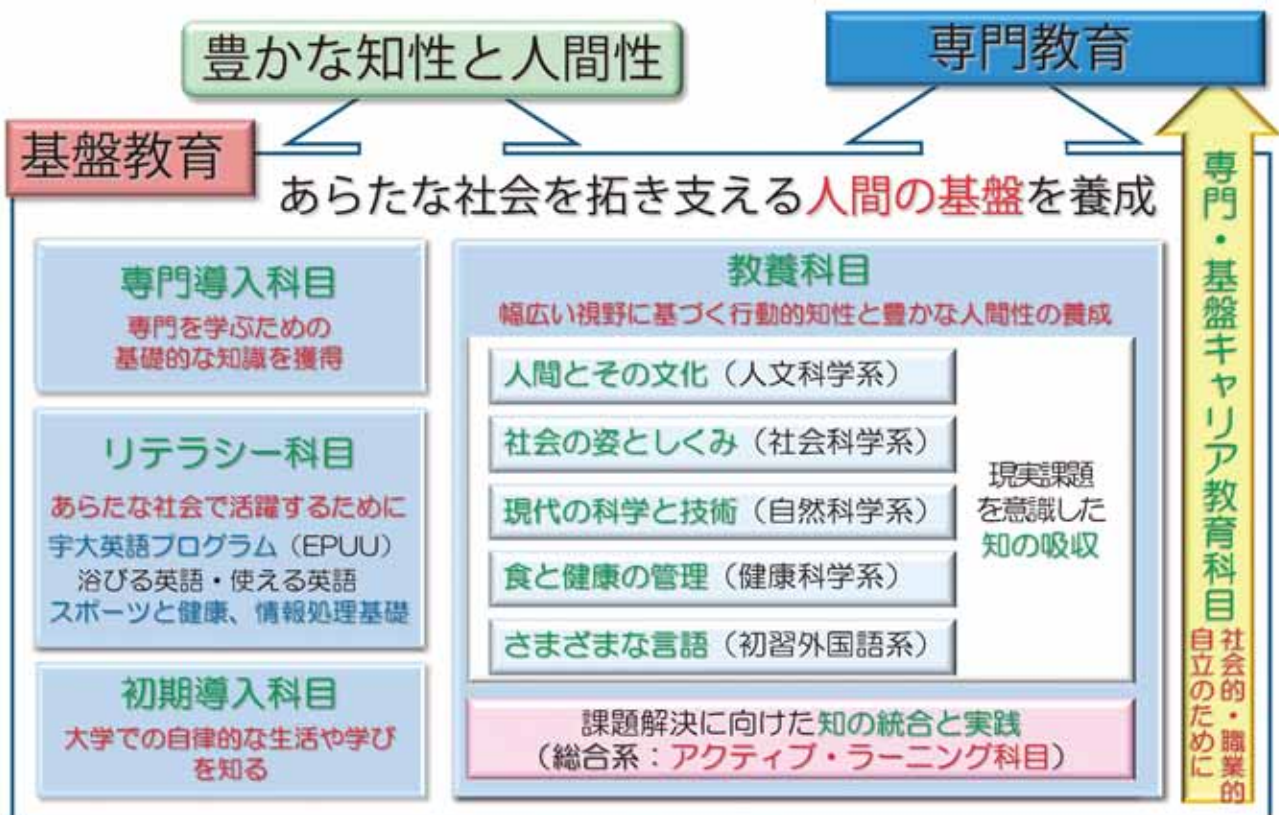 豊かな知性と人間性
専門教育
基盤教育
あらたな社会を拓き支える人間の基盤を養成
専門導入科目
専門を学ぶための
基礎的な知識を獲得
リテラシー科目
あらたな社会で活躍するために
宇大英語プログラム（EPUU）
浴びる英語・使える英語
スポーツと健康、情報処理基礎
初期導入科目
大学での自律的な生活や学び
を知る
教養科目
幅広い視野に基づく行動的知性と豊かな人間性の養成
人間とその文化（人文科学系）
社会の姿としくみ（社会科学系）
現代の科学と技術（自然科学系）
食と健康の管理（健康科学系）
さまざまな言語（初習外国語系）
現実課題
を意識した
知の吸収
課題解決に向けた知の統合と実践
（総合系：アクティブ・ラーニング科目）
専門・基盤キャリア教育科目
社会的・職業的
自立のために